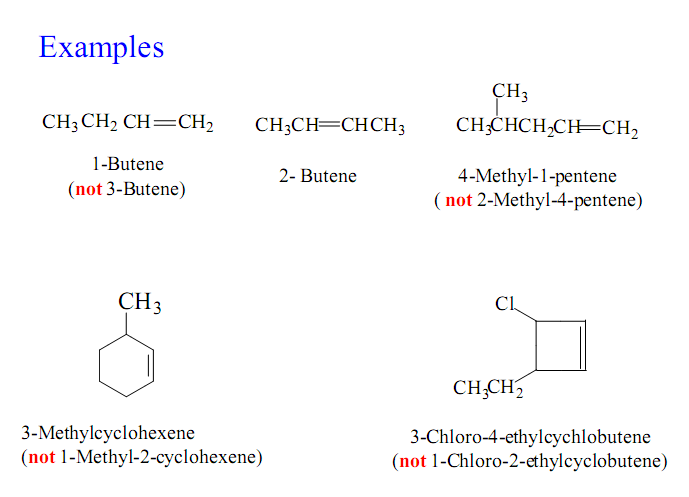 Examples
CH3CH2 CH=CH2
CH3CH=CHCH3
CH3
CH3CHCH2CH=CH2
1-Butene
(not 3-Butene)
2- Butene
4-Methyl-1-pentene
( not 2-Methyl-4-pentene)
CH3
Cl
CH3CH2
3-Methylcyclohexene
(not 1-Methyl-2-cyclohexene)
3-Chloro-4-ethylcychlobutene
(not 1-Chloro-2-ethylcyclobutene)